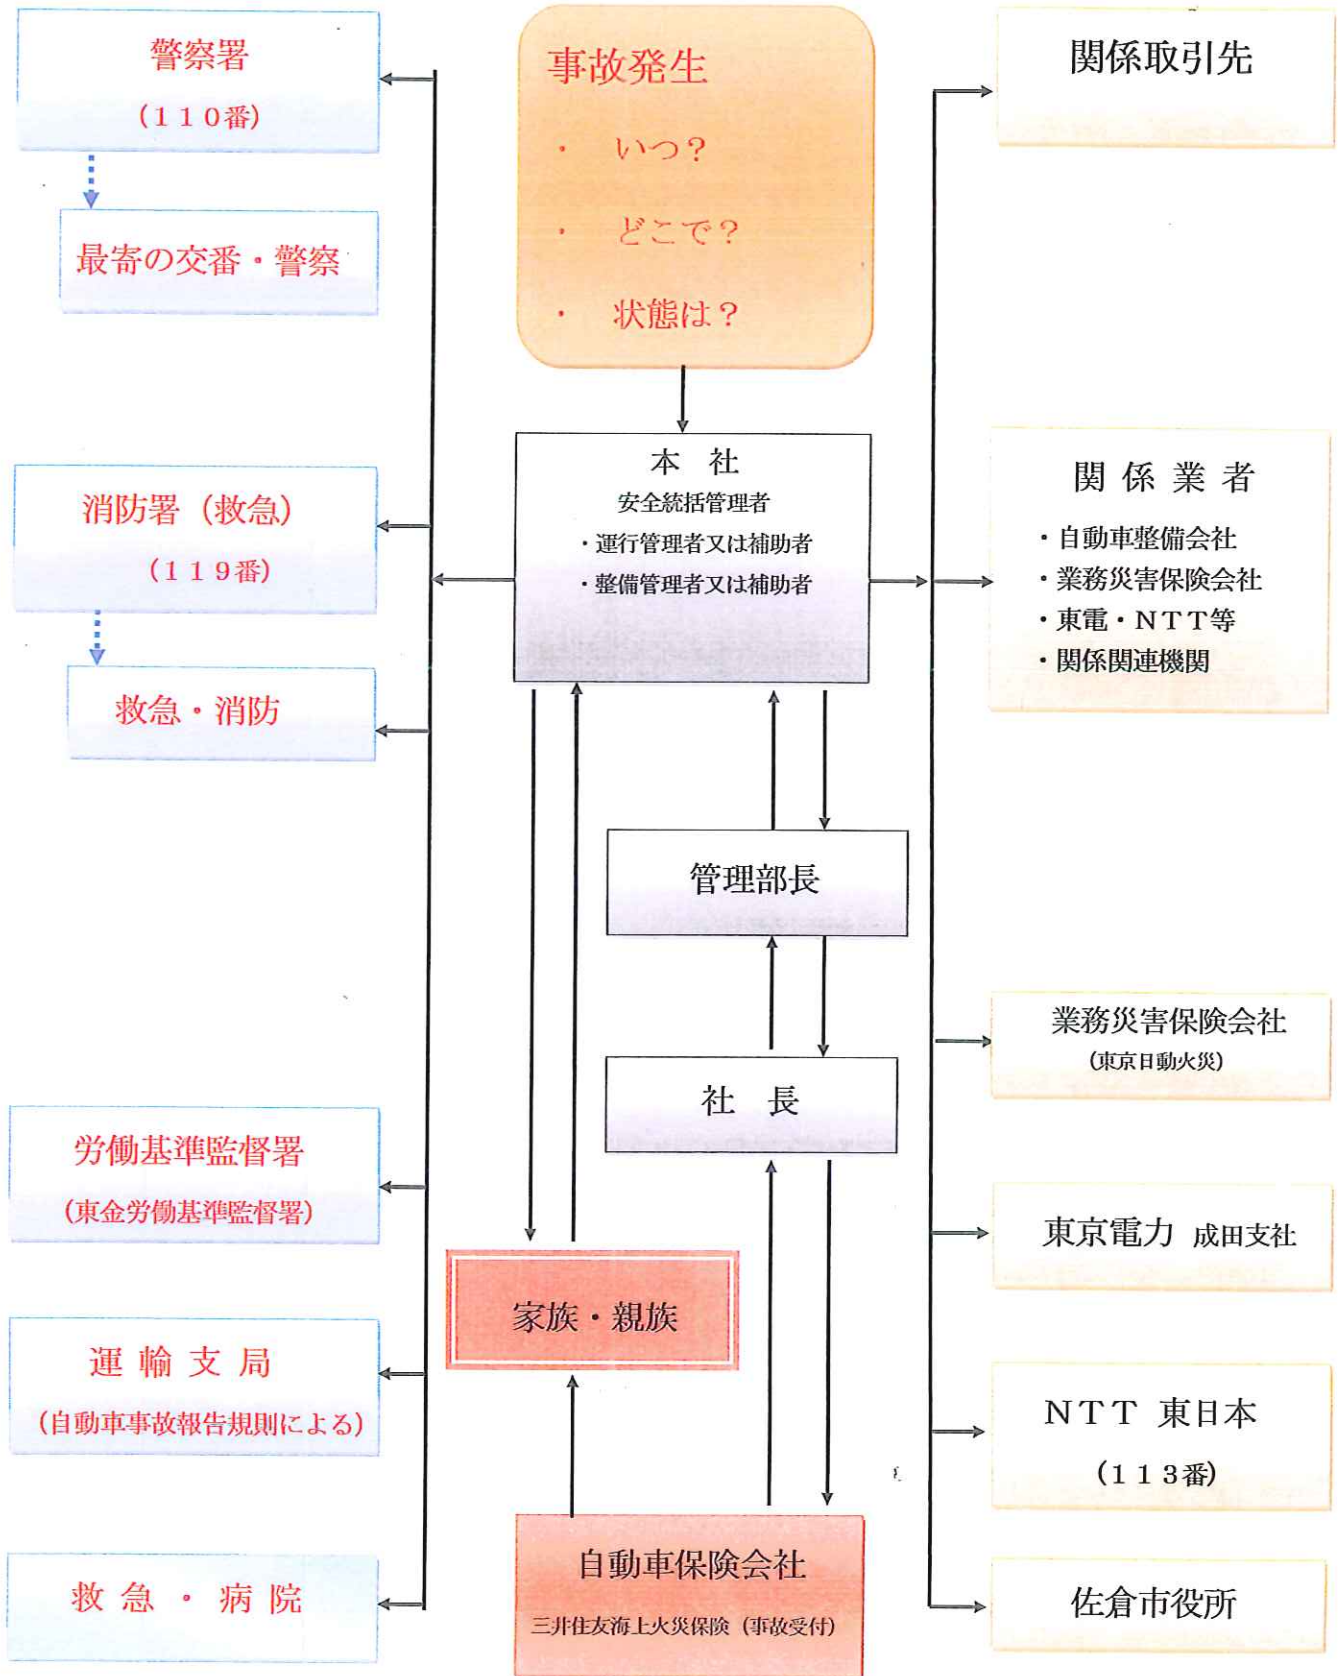 警察署
(110番)
最寄の交番・警察
消防署(救急)
(119番)
救急・消防
労働基準監督署
(東金労働基準監督署)
運輸支局
(自動車事故報告規則による)
救急・病院
事故発生
・ いつ?
・ どこで?
・ 状態は?
本 社
安全統括管理者
・運行管理者又は補助者
・整備管理者又は補助者
管理部長
社 長
家族・親族
自動車保険会社
三井住友海上火災保険(事故受付)
関係取引先
関係業者
・自動車整備会社
・業務災害保険会社
・東電・NTT等
・関係関連機関
業務災害保険会社
(東京日動火災)
東京電力 成田支社
NTT 東日本
(113番)
佐倉市役所